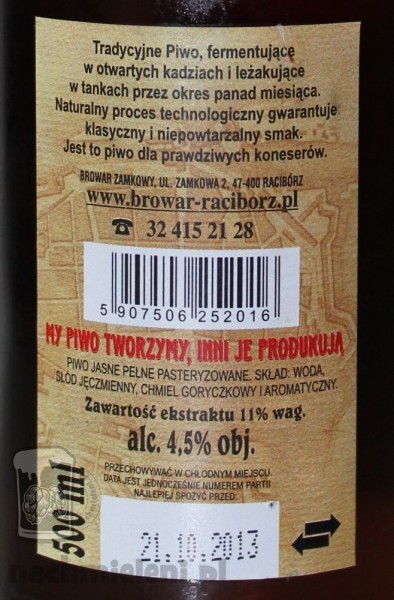 Tradycyjne Piwo, fermentujące
w otwartych kadziach i leżakujące
w tankach przez okres panad miesiąca.
Naturalny proces technologiczny gwarantuje
klasyczny i niepowtarzalny smak.
Jest to piwo dla prawdziwych koneserów.
BROWAR ZAMKOWY, UL. ZAMKOWA 2, 47-400 RACIBÓRZ
www.browar-raciborz.pl
☎ 32 415 21 28
5 907506 252016
MY PIWO TWORZYMY, INNI JE PRODUKUJĄ
PIWO JASNE PEŁNE PASTERYZOWANE, SKŁAD: WODA,
SŁÓD JĘCZMIENNY, CHMIEL GORYCZKOWY I AROMATYCZNY.
Zawartość ekstraktu 11% wag.
alc. 4,5% obj.
500 ml
PRZECHOWYWAĆ W CHŁODNYM MIEJSCU.
DATA JEST JEDNOCZEŚNIE NUMEREM PARTII
NAJLEPIEJ SPOŻYĆ PRZED:
21.10.2013
nachmieleni.pl